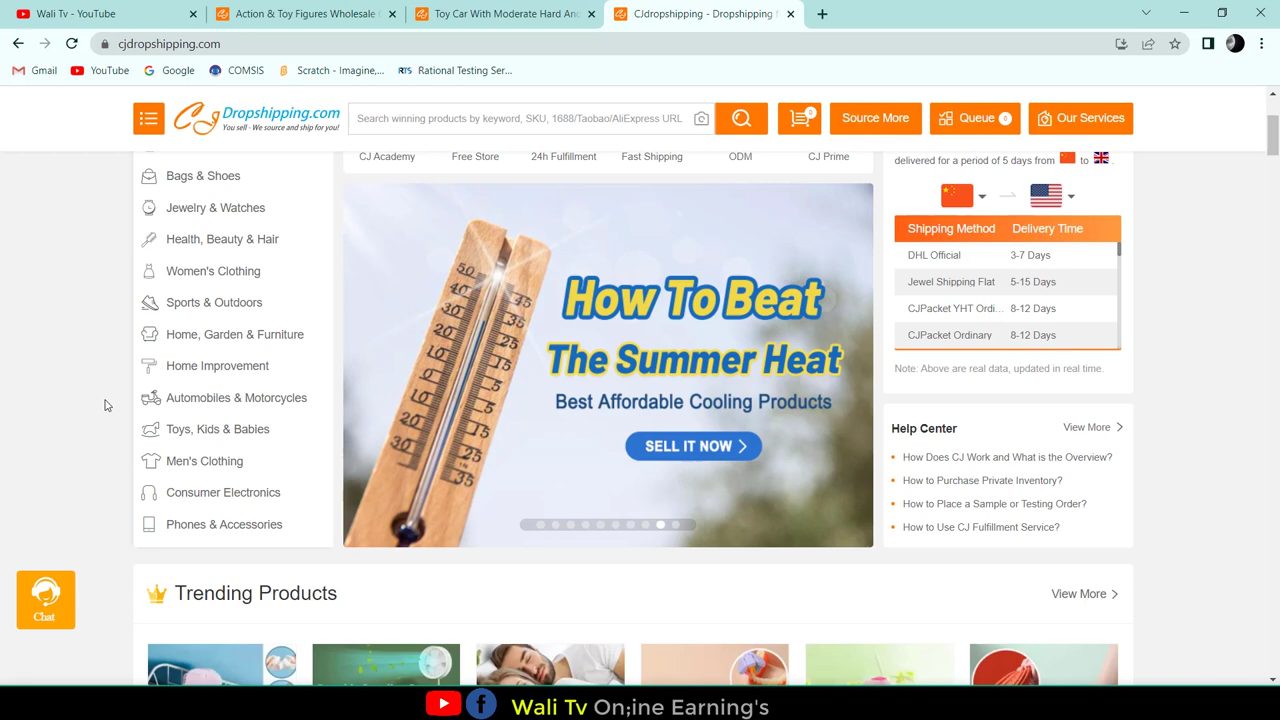 Wali Tv - YouTube
Action & Toy Figures Wholesale
Toy Car With Moderate Hard And
CJdropshipping - Dropshipping f
cjdropshipping.com
Gmail
YouTube
Google
COMSIS
Scratch - Imagine,...
RTS Rational Testing Ser...
CJ Dropshipping.com
You sell - We source and ship for you!
Search winning products by keyword, SKU, 1688/Taobao/AliExpress URL
0
Source More
Queue 0
Our Services
CJ Academy
Free Store
24h Fulfillment
Fast Shipping
ODM
CJ Prime
Bags & Shoes
Jewelry & Watches
Health, Beauty & Hair
Women's Clothing
Sports & Outdoors
Home, Garden & Furniture
Home Improvement
Automobiles & Motorcycles
Toys, Kids & Babies
Men's Clothing
Consumer Electronics
Phones & Accessories
How To Beat
The Summer Heat
Best Affordable Cooling Products
SELL IT NOW
delivered for a period of 5 days from to .
Shipping Method Delivery Time
DHL Official 3-7 Days
Jewel Shipping Flat 5-15 Days
CJPacket YHT Ordi... 8-12 Days
CJPacket Ordinary 8-12 Days
Note: Above are real data, updated in real time.
Help Center View More
How Does CJ Work and What is the Overview?
How to Purchase Private Inventory?
How to Place a Sample or Testing Order?
How to Use CJ Fulfillment Service?
Chat
Trending Products
View More
Wali Tv On;ine Earning's